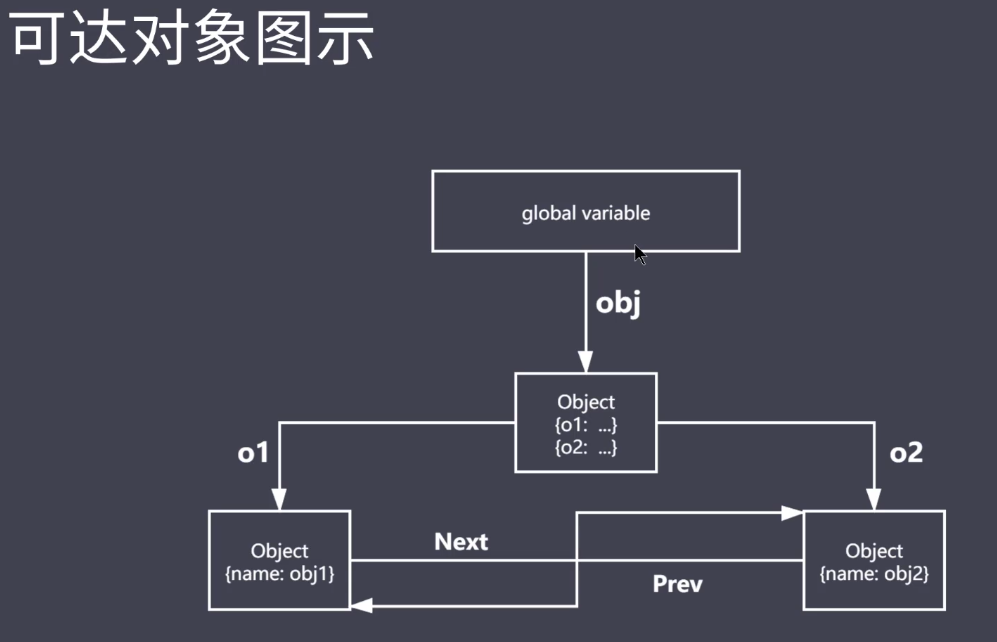 可达对象图示
global variable
obj
Object
{o1: ...}
{o2: ...}
o1
o2
Object
{name: obj1}
Next
Prev
Object
{name: obj2}